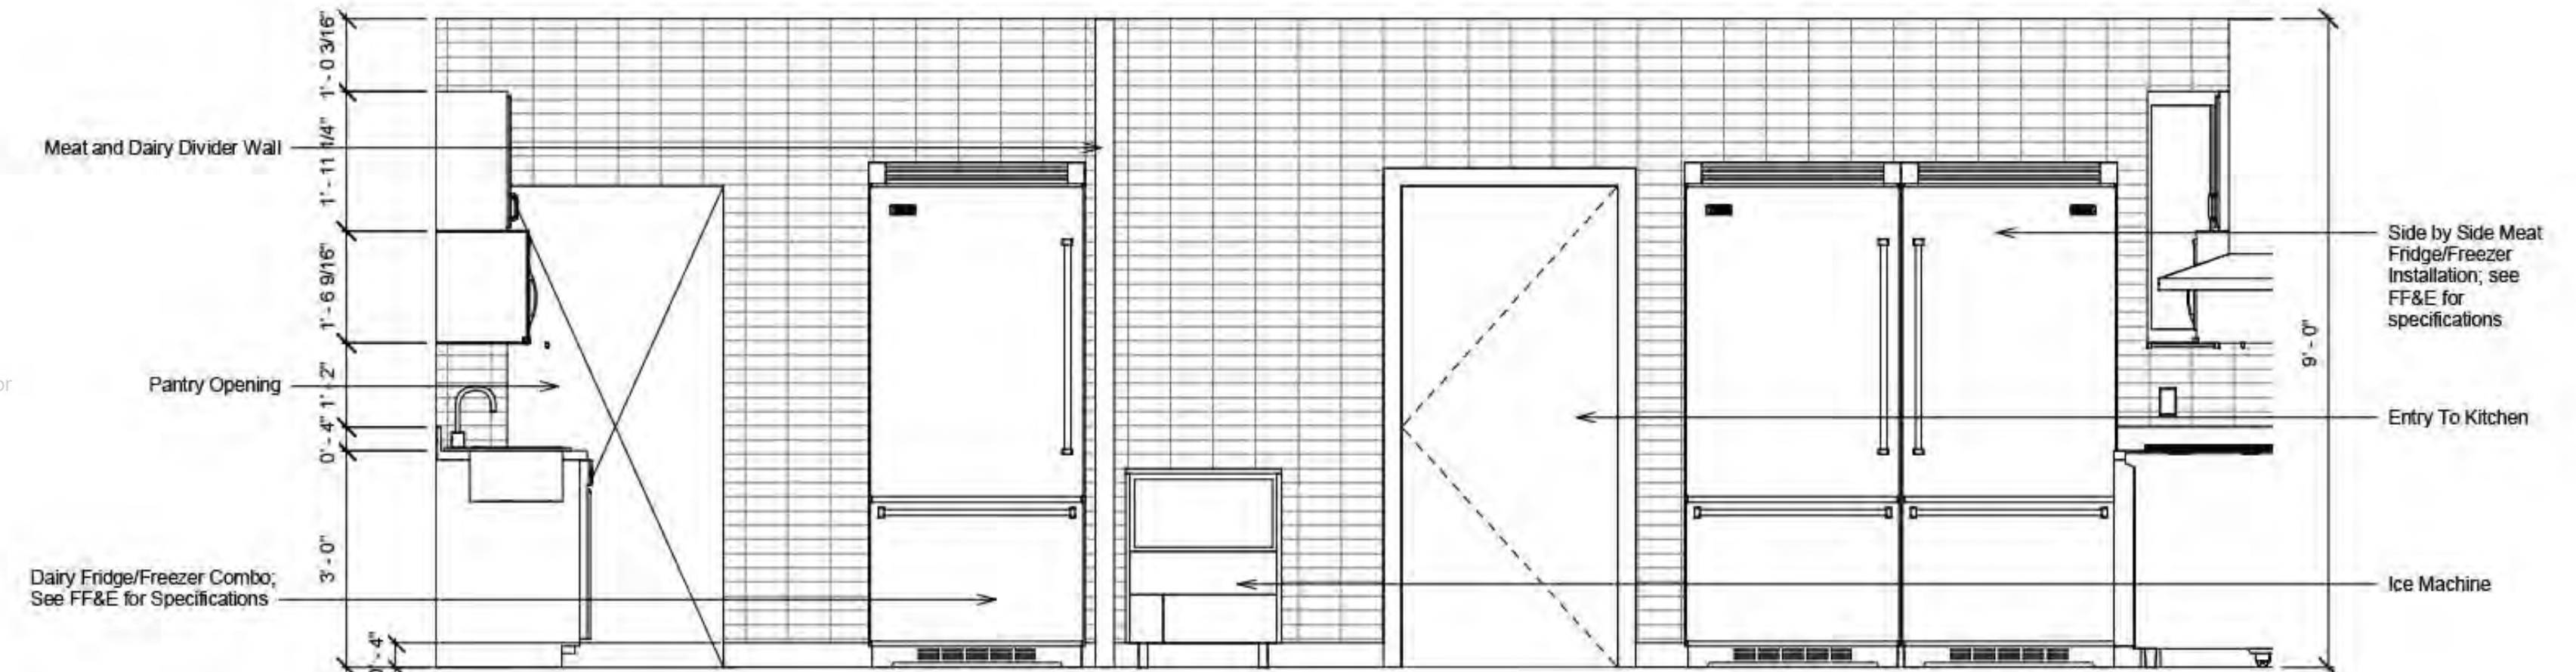 1' - 0 3/16"
1' - 11 1/4"
1' - 6 9/16"
1' - 2"
0' - 4"
3' - 0"
Meat and Dairy Divider Wall
Pantry Opening
Dairy Fridge/Freezer Combo;
See FF&E for Specifications
Side by Side Meat
Fridge/Freezer
Installation; see
FF&E for
specifications
9' - 0"
Entry To Kitchen
Ice Machine
or